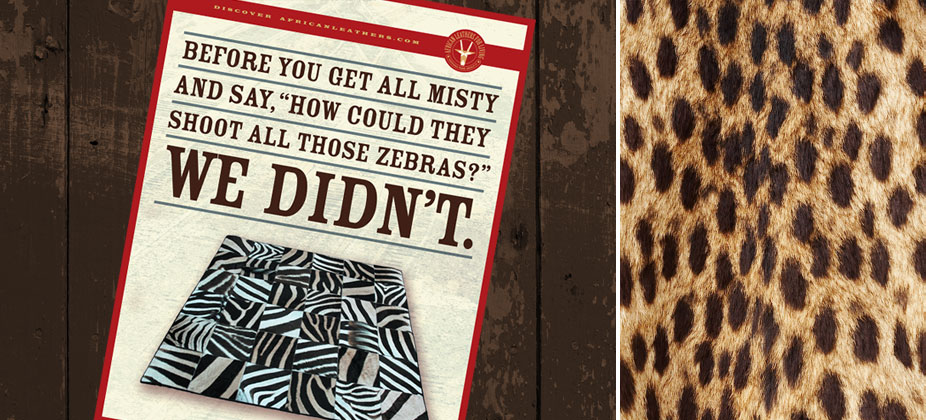 DISCOVER AFRICANLEATHERS.COM
BEFORE YOU GET ALL MISTY
AND SAY, “HOW COULD THEY
SHOOT ALL THOSE ZEBRAS?”
WE DIDN’T.